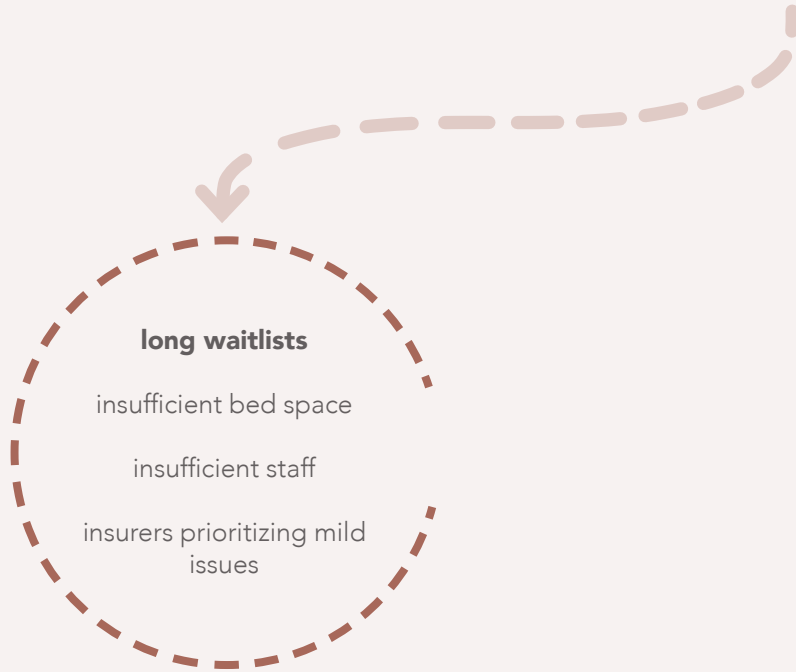 long waitlists
insufficient bed space
insufficient staff
insurers prioritizing mild
issues